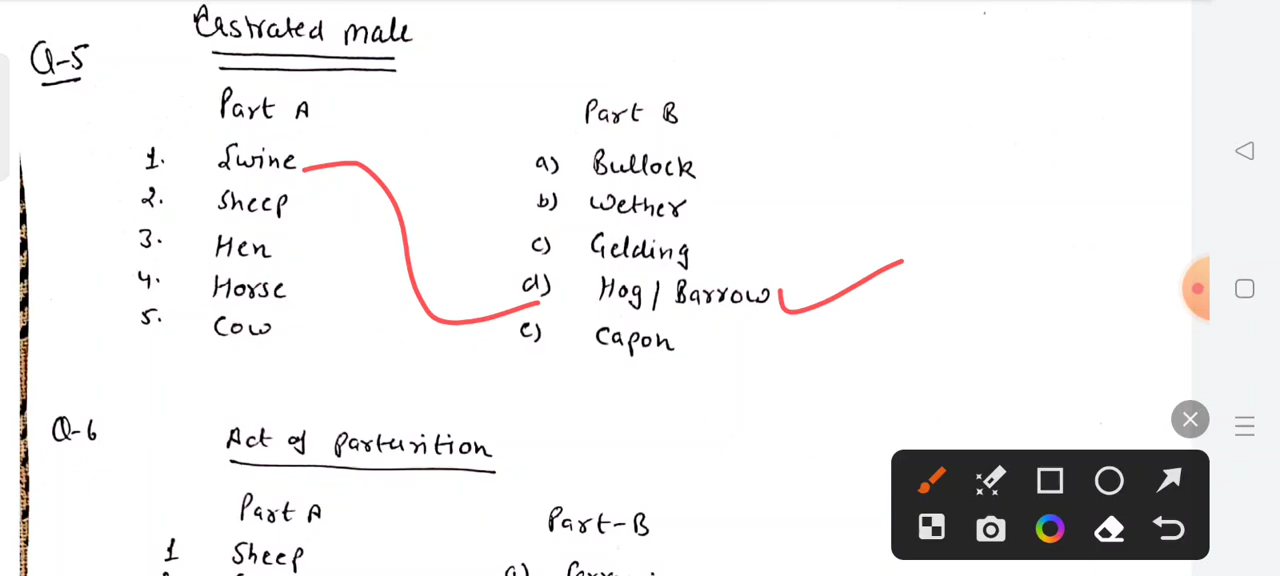 Q-5 Castrated male
Part A Part B
1. Swine a) Bullock
2. Sheep b) Wether
3. Hen c) Gelding
4. Horse d) Hog / Barrow
5. Cow e) Capon
Q-6 Act of parturition
Part A Part-B
1 Sheep a)